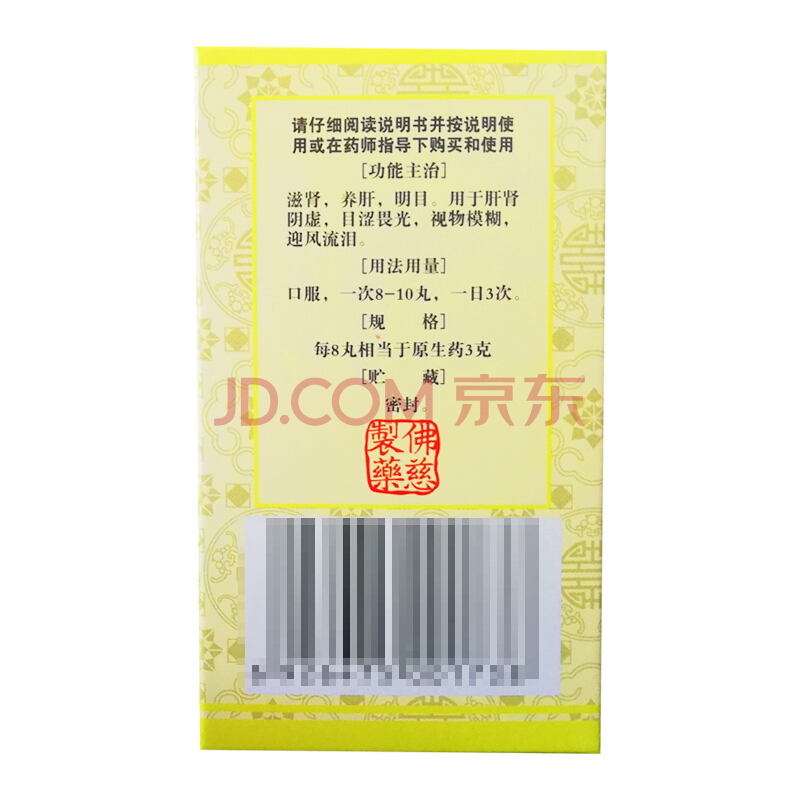 请仔细阅读说明书并按说明使
用或在药师指导下购买和使用
[功能主治]
滋肾，养肝，明目。用于肝肾
阴虚，目涩畏光，视物模糊，
迎风流泪。
[用法用量]
口服，一次8-10丸，一日3次。
[规　　格]
每8丸相当于原生药3克
[贮　　藏]
JD.COM 京东
密封。
佛慈
製藥